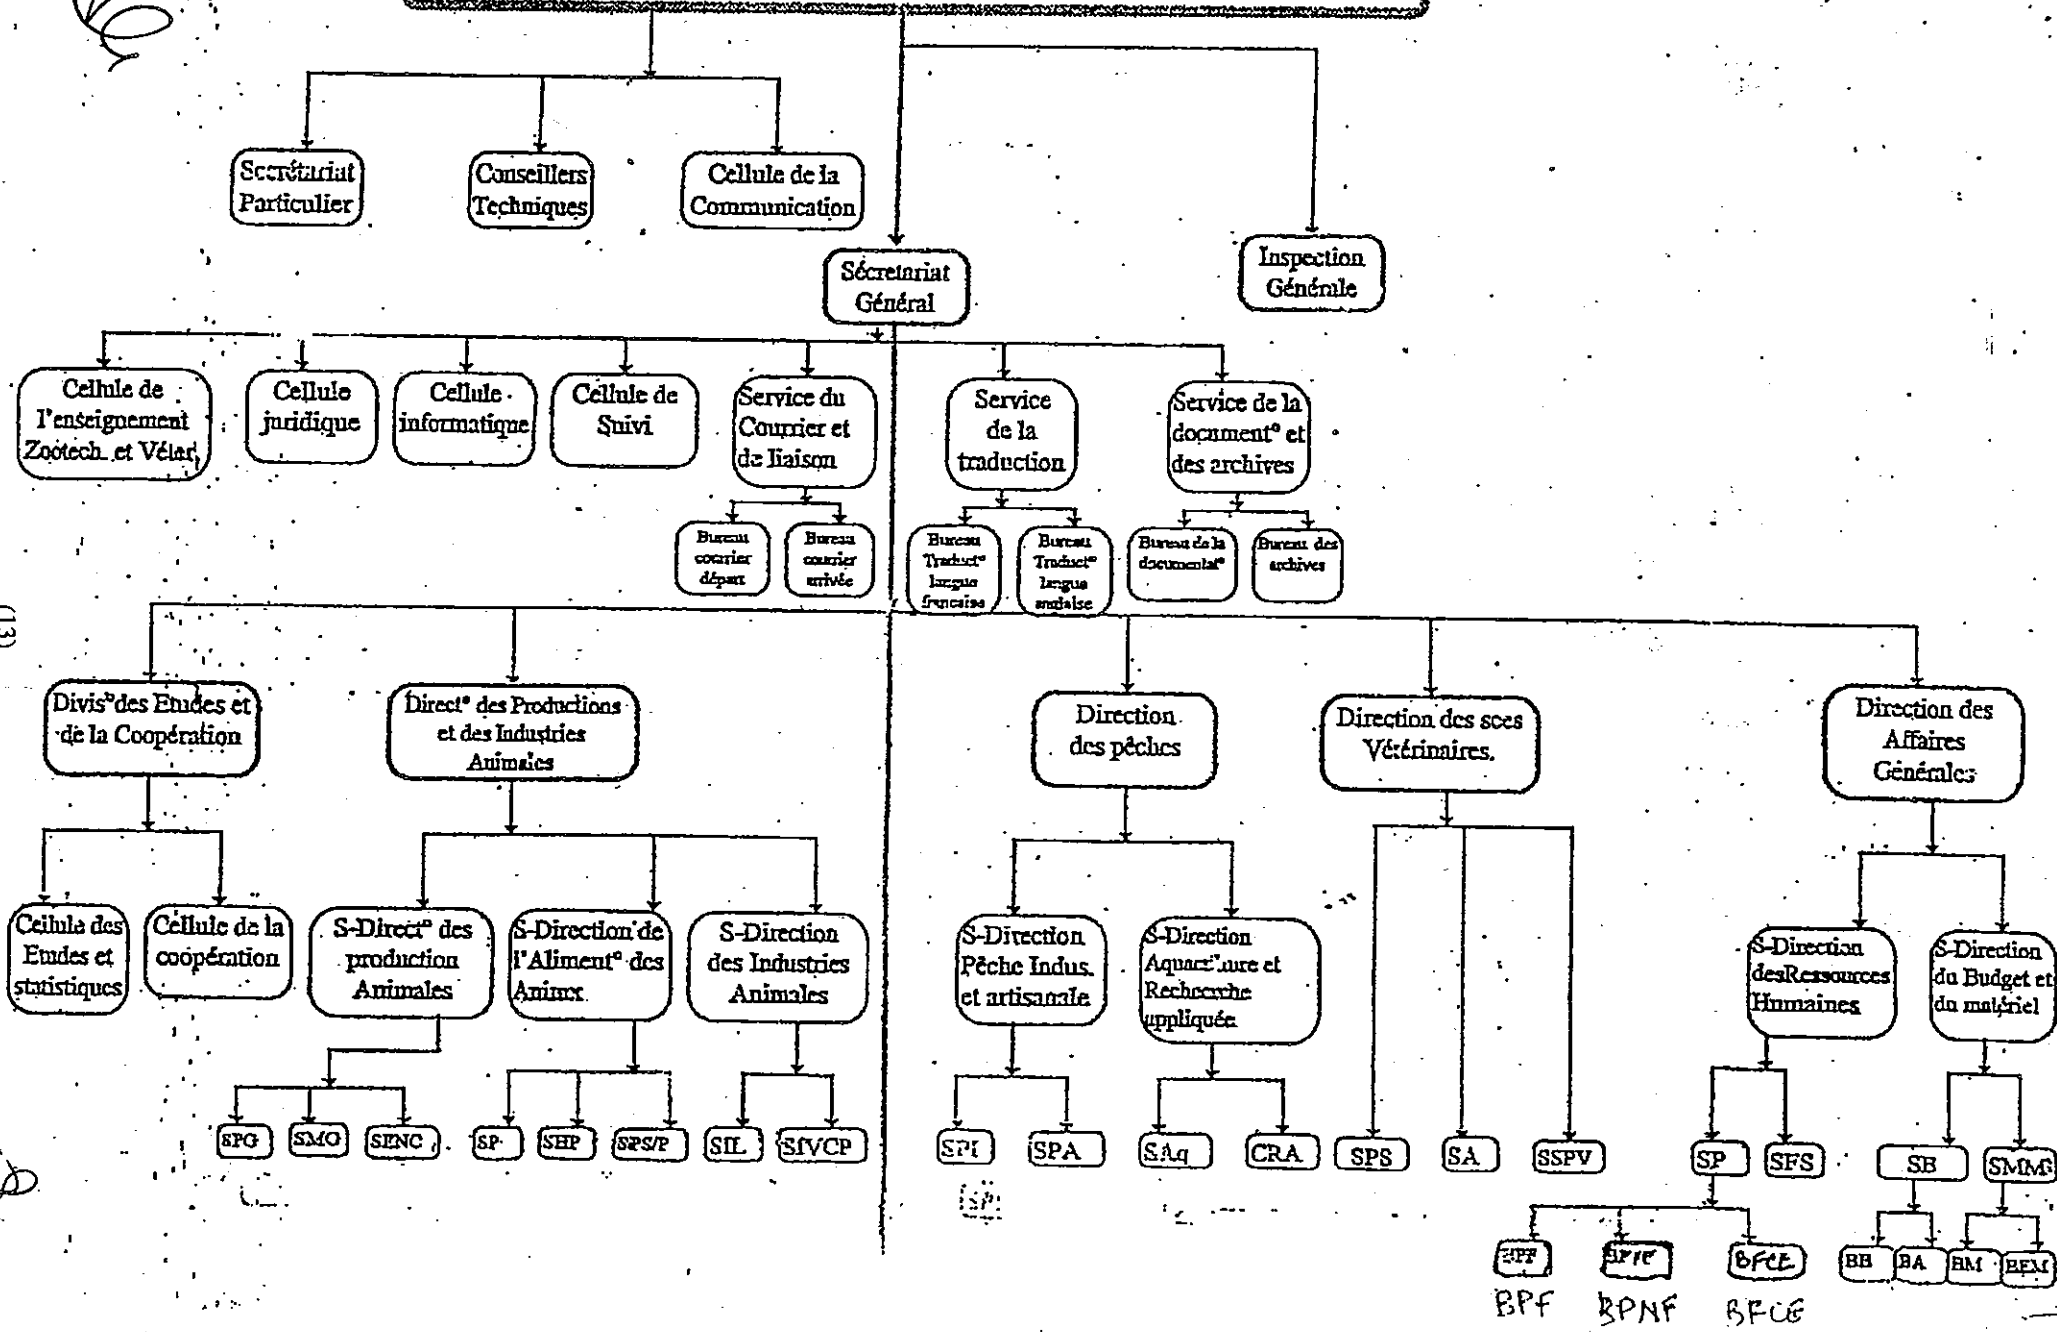 Secrétariat
Particulier
Conseillers
Techniques
Cellule de la
Communication
Sécretariat
Général
Inspection
Générale
Cellule de
l'enseignement
Zootech. et Véter.
Cellule
juridique
Cellule
informatique
Cellule de
Suivi
Service du
Courrier et
de liaison
Service
de la
traduction
Service de la
document° et
des archives
Bureau
courrier
départ
Bureau
courrier
arrivée
Bureau
Traduct°
langue
française
Bureau
Traduct°
langue
anglaise
Bureau de la
documentat°
Bureau des
archives
(13)
Divis° des Etudes et
de la Coopération
Direct° des Productions
et des Industries
Animales
Direction
des pêches
Direction des sces
Vétérinaires.
Direction des
Affaires
Générales
Cellule des
Etudes et
statistiques
Cellule de la
coopération
S-Direct° des
production
Animales
S-Direction de
l'Aliment° des
Animx.
S-Direction
des Industries
Animales
S-Direction
Pêche Indus.
et artisanale
S-Direction
Aquaculture et
Recherche
appliquée
S-Direction
des Ressources
Humaines
S-Direction
du Budget et
du matériel
SPG
SMO
SENC
SP
SHP
SPS/P
SIL
SIVCP
SPI
SPA
SAq
CRA
SPS
SA
SSPV
SP
SFS
SB
BPF
BFCE
BB
BA
BM
BEM
BPF
BPNF
BFCE